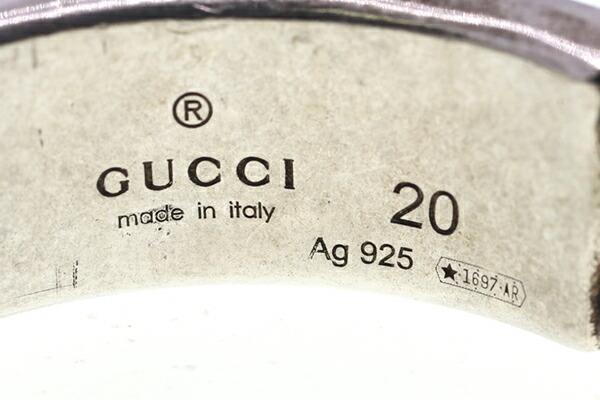 ®
GUCCI
made in italy
20
Ag 925
★1697·AR